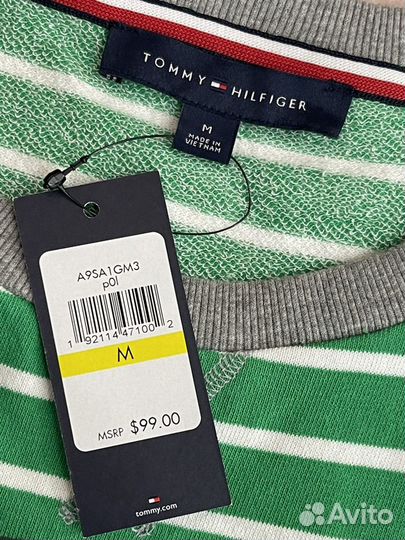 TOMMY HILFIGER
M
MADE IN
VIETNAM
A9SA1GM3
p0l
1 92114 47100 2
M
MSRP $99.00
tommy.com
Avito